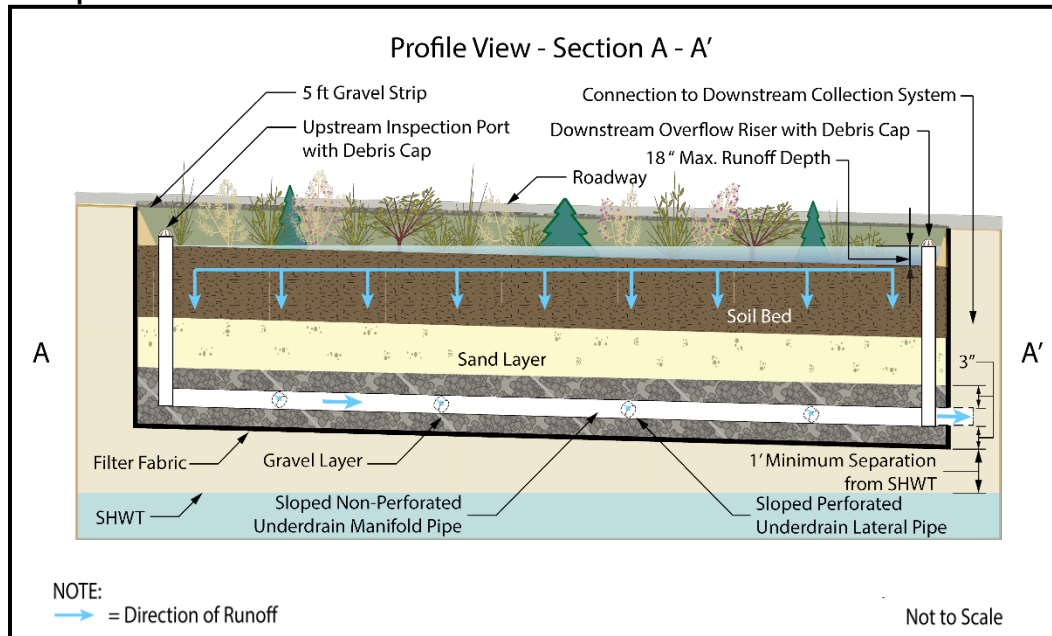 Profile View - Section A - A'
5 ft Gravel Strip
Connection to Downstream Collection System
Upstream Inspection Port
with Debris Cap
Downstream Overflow Riser with Debris Cap
18" Max. Runoff Depth
Roadway
Soil Bed
A
Sand Layer
3"
A'
Filter Fabric
Gravel Layer
1' Minimum Separation
from SHWT
SHWT
Sloped Non-Perforated
Underdrain Manifold Pipe
Sloped Perforated
Underdrain Lateral Pipe
NOTE:
= Direction of Runoff
Not to Scale